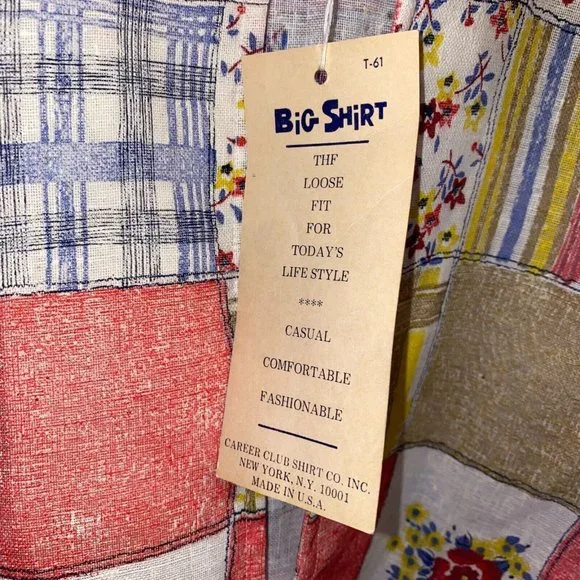 T-61
BiG SHiRT
THF
LOOSE
FIT
FOR
TODAY'S
LIFE STYLE
****
CASUAL
COMFORTABLE
FASHIONABLE
CAREER CLUB SHIRT CO. INC.
NEW YORK, N.Y. 10001
MADE IN U.S.A.